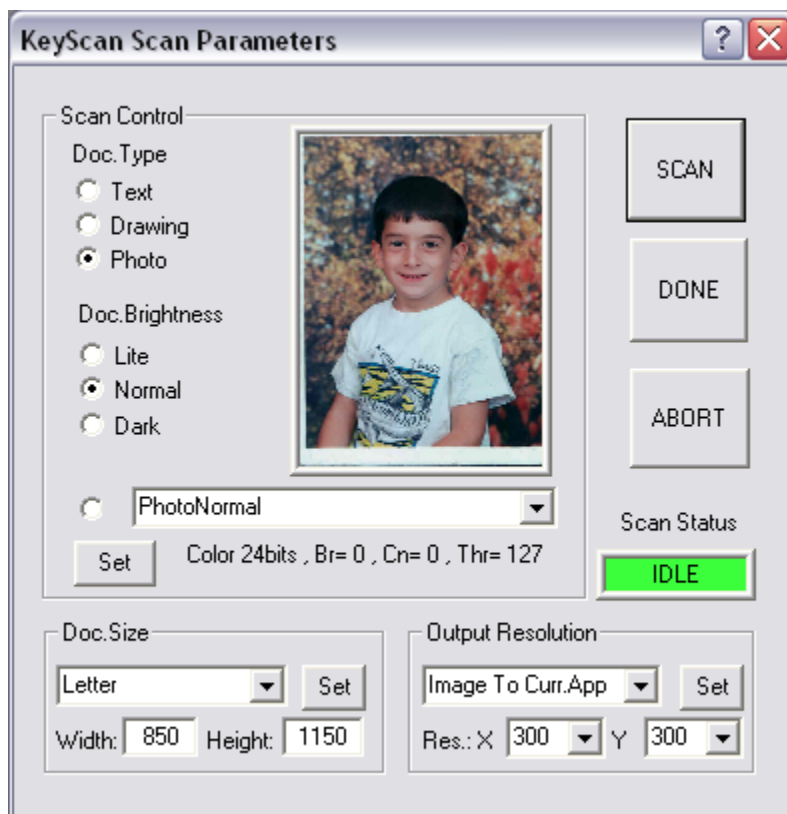 KeyScan Scan Parameters
?
Scan Control
Doc.Type
Text
Drawing
Photo
Doc.Brightness
Lite
Normal
Dark
PhotoNormal
Set
Color 24bits , Br= 0 , Cn= 0 , Thr= 127
SCAN
DONE
ABORT
Scan Status
IDLE
Doc.Size
Letter
Set
Width: 850 Height: 1150
Output Resolution
Image To Curr.App
Set
Res.: X 300 Y 300